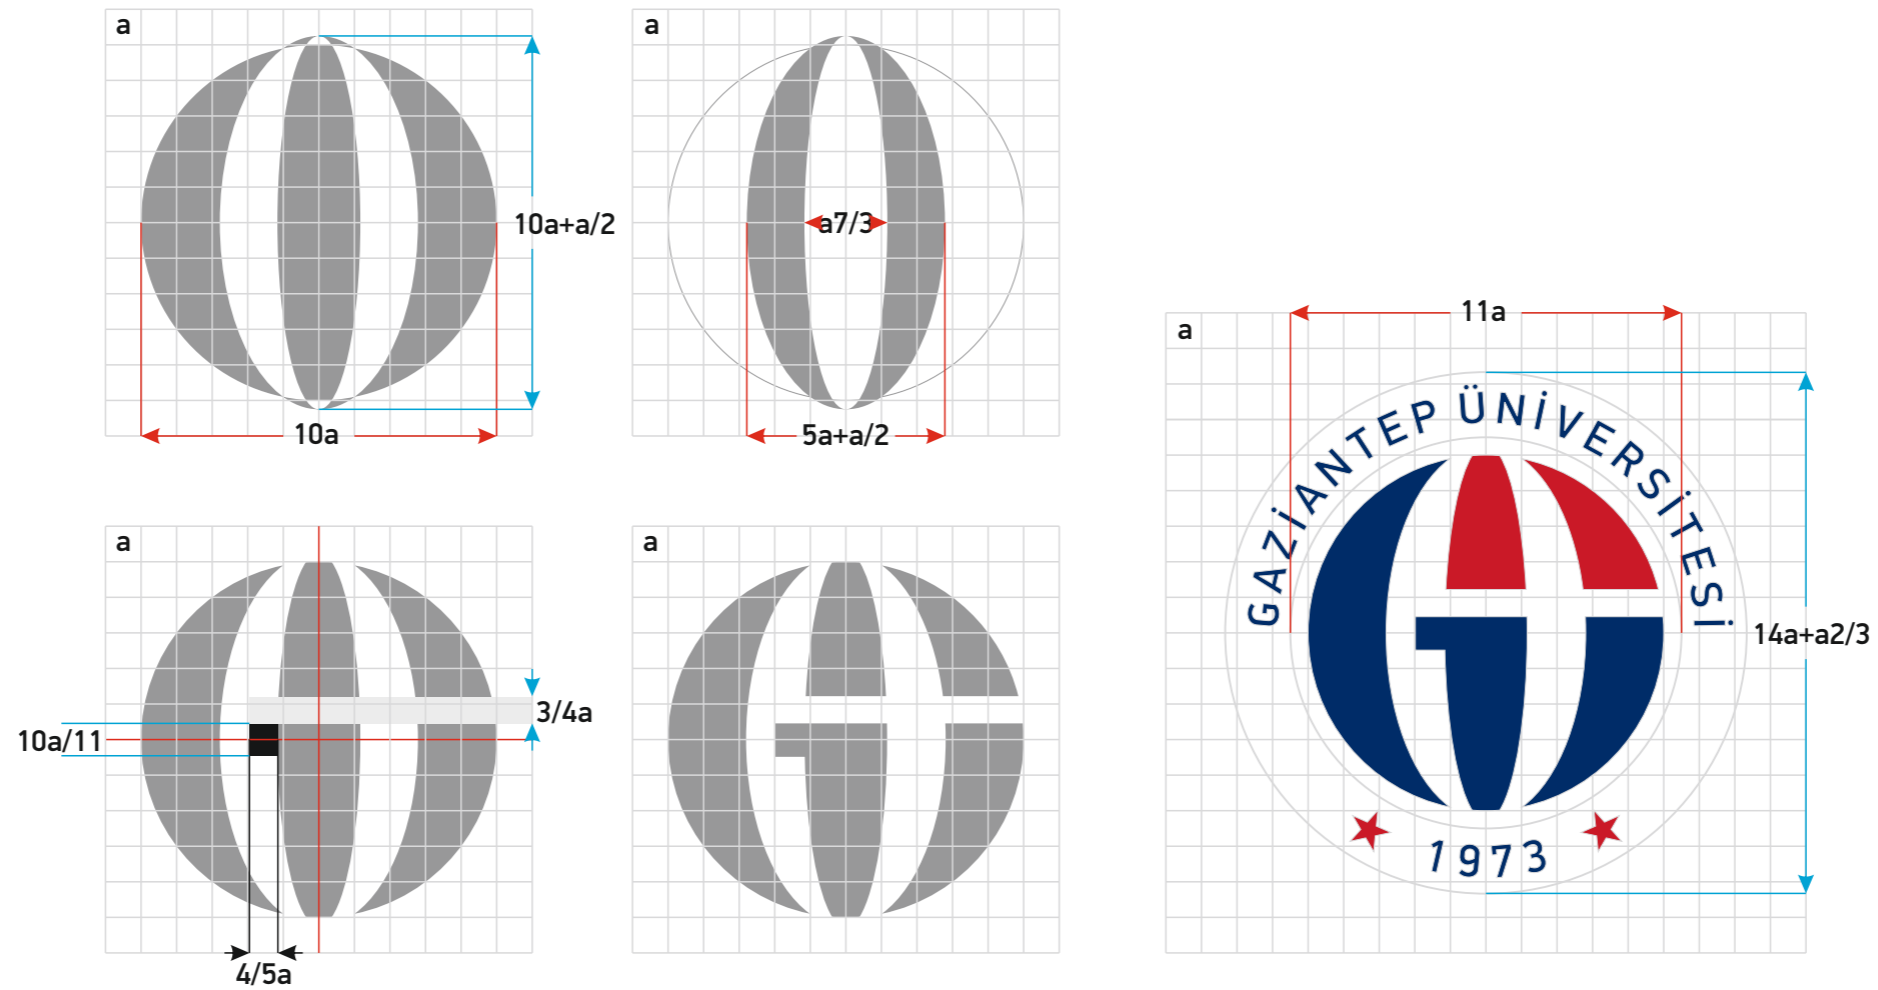 a
10a+a/2
10a
a
a7/3
5a+a/2
a
10a/11
3/4a
4/5a
a
a
11a
14a+a2/3
GAZİANTEP ÜNİVERSİTESİ
1973